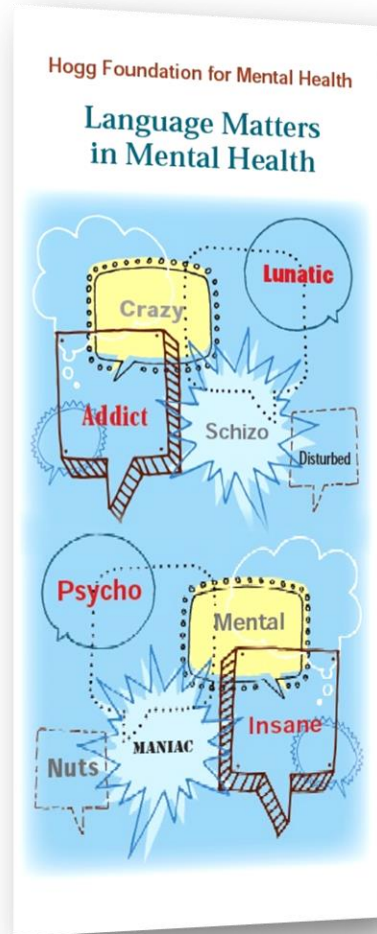 Hogg Foundation for Mental Health
Language Matters
in Mental Health
Lunatic
Crazy
Addict
Schizo
Disturbed
Psycho
Mental
Insane
MANIAC
Nuts